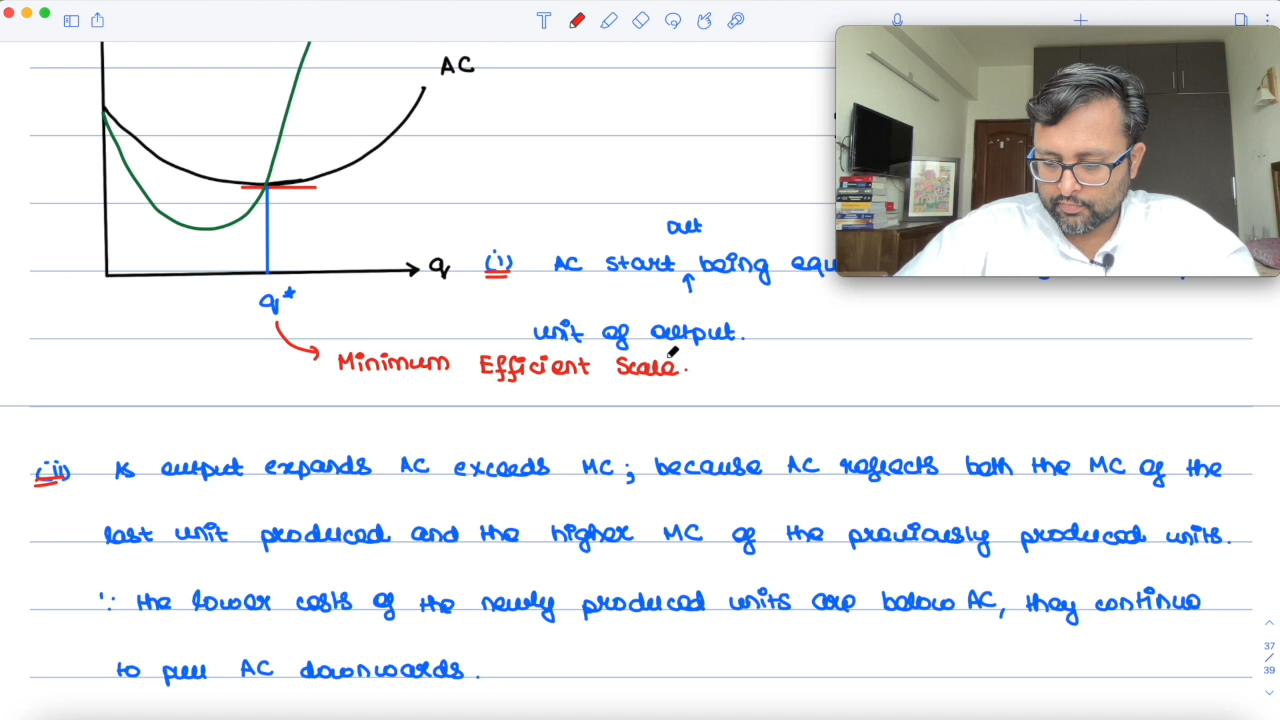 AC
q (i) AC start out being equ
unit of output.
q*
Minimum Efficient Scale.
(ii) As output expands AC exceeds MC; because AC reflects both the MC of the
last unit produced and the higher MC of the previously produced units.
∵ the lower costs of the newly produced units are below AC, they continue
to pull AC downwards.
37
/
39